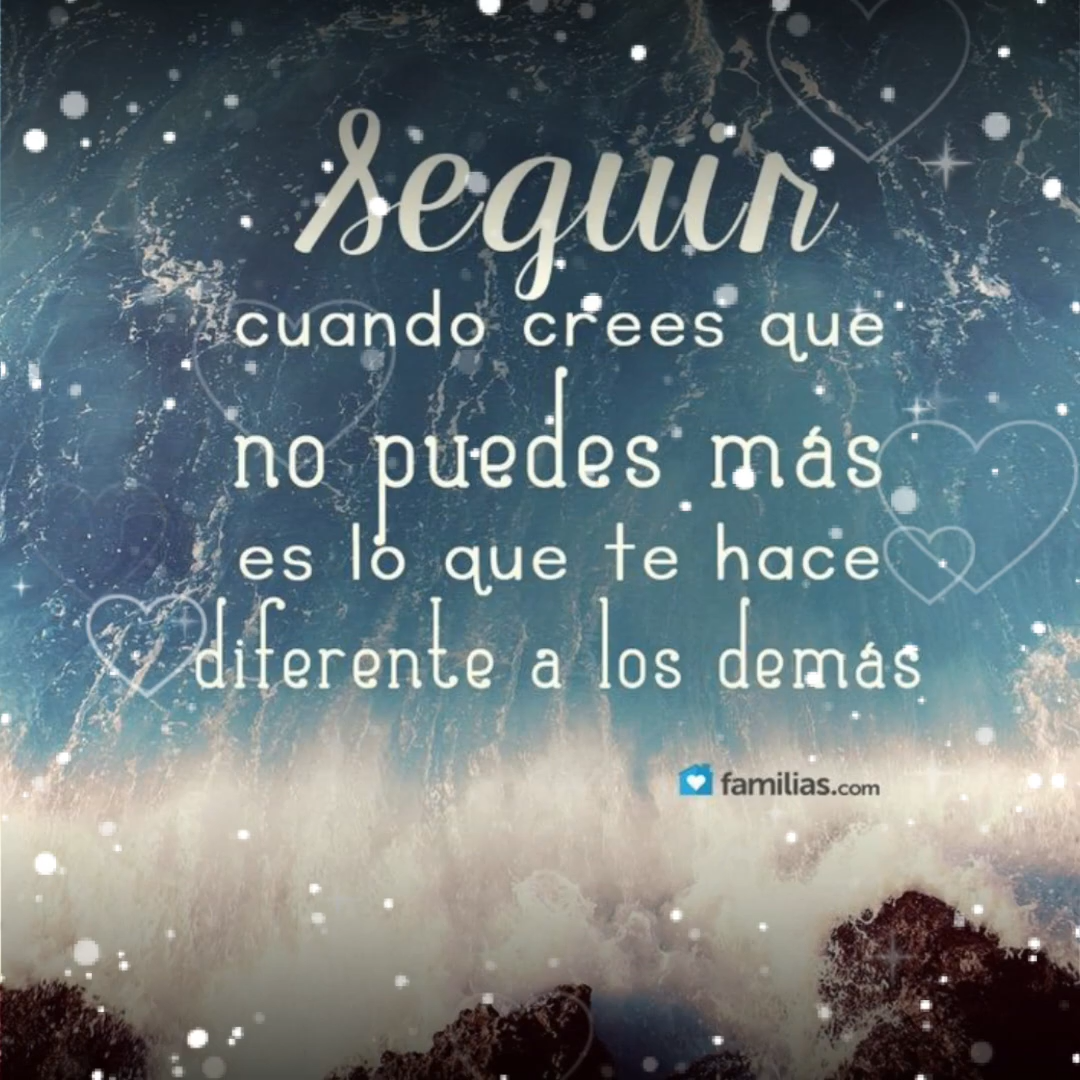 Seguir
cuando crees que
no puedes más
es lo que te hace
diferente a los demás
familias.com